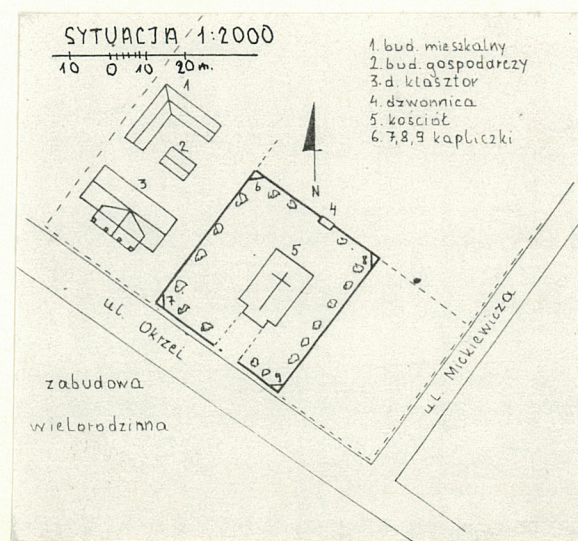 SYTUACJA 1:2000
10 0 10 20 m.
1. bud. mieszkalny
2. bud. gospodarczy
3. d. klasztor
4. dzwonnica
5. kościół
6. 7,8,9 kapliczki
1
2
3
N
6
4
5
8
7
9
ul. Okrzei
ul. Mickiewicza
zabudowa
wielorodzinna